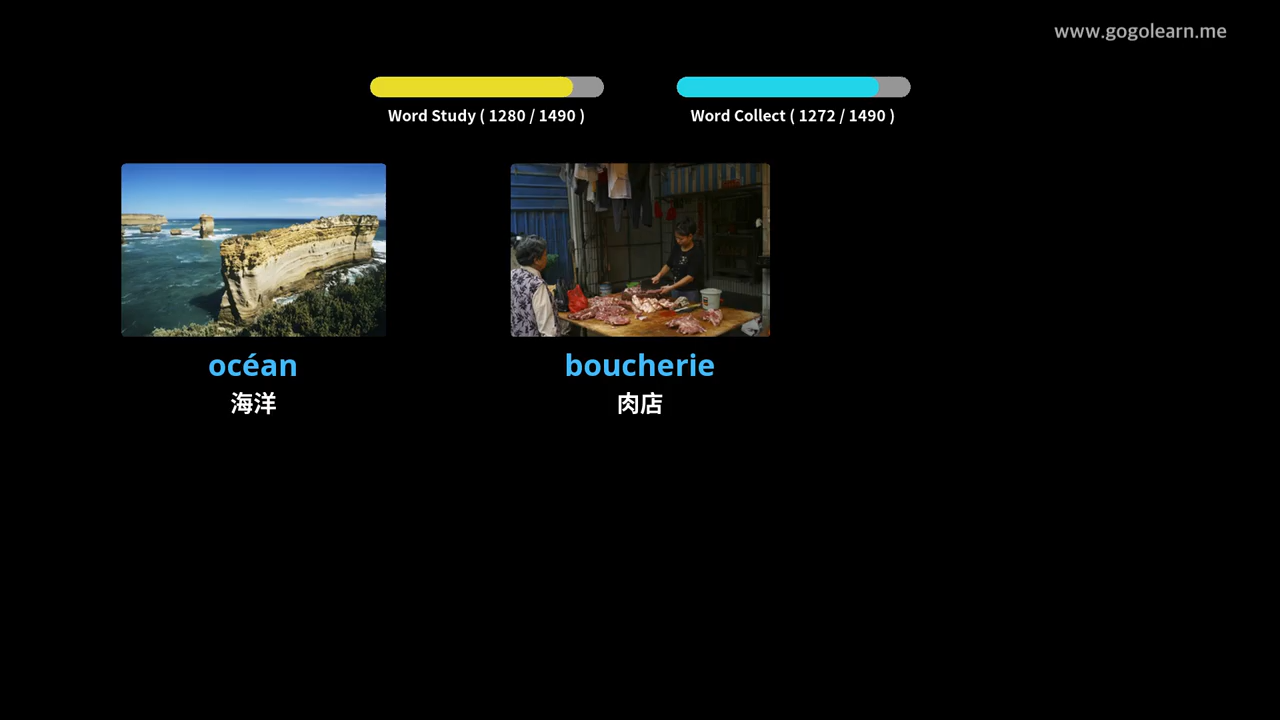 www.gogolearn.me
Word Study ( 1280 / 1490 )
Word Collect ( 1272 / 1490 )
océan
海洋
boucherie
肉店